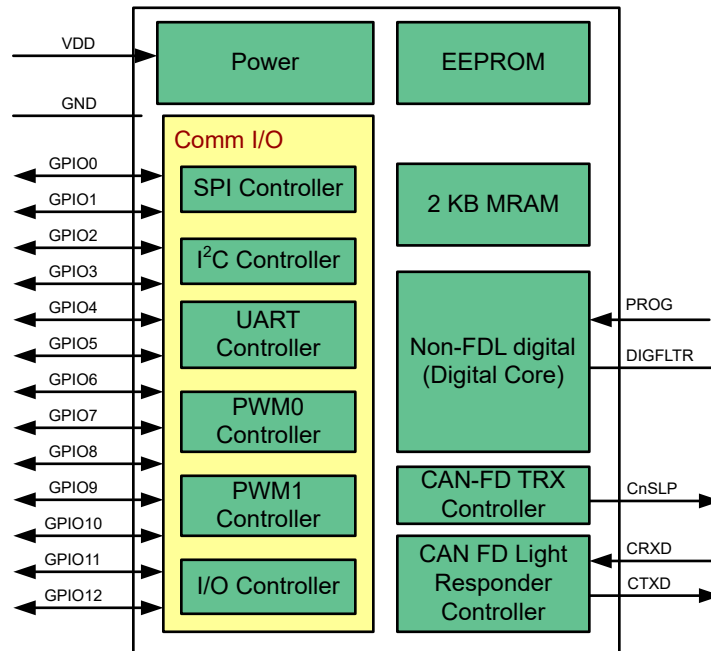 VDD
GND
GPIO0
GPIO1
GPIO2
GPIO3
GPIO4
GPIO5
GPIO6
GPIO7
GPIO8
GPIO9
GPIO10
GPIO11
GPIO12
Power
Comm I/O
SPI Controller
I²C Controller
UART
Controller
PWM0
Controller
PWM1
Controller
I/O Controller
EEPROM
2 KB MRAM
Non-FDL digital
(Digital Core)
CAN-FD TRX
Controller
CAN FD Light
Responder
Controller
PROG
DIGFLTR
CnSLP
CRXD
CTXD